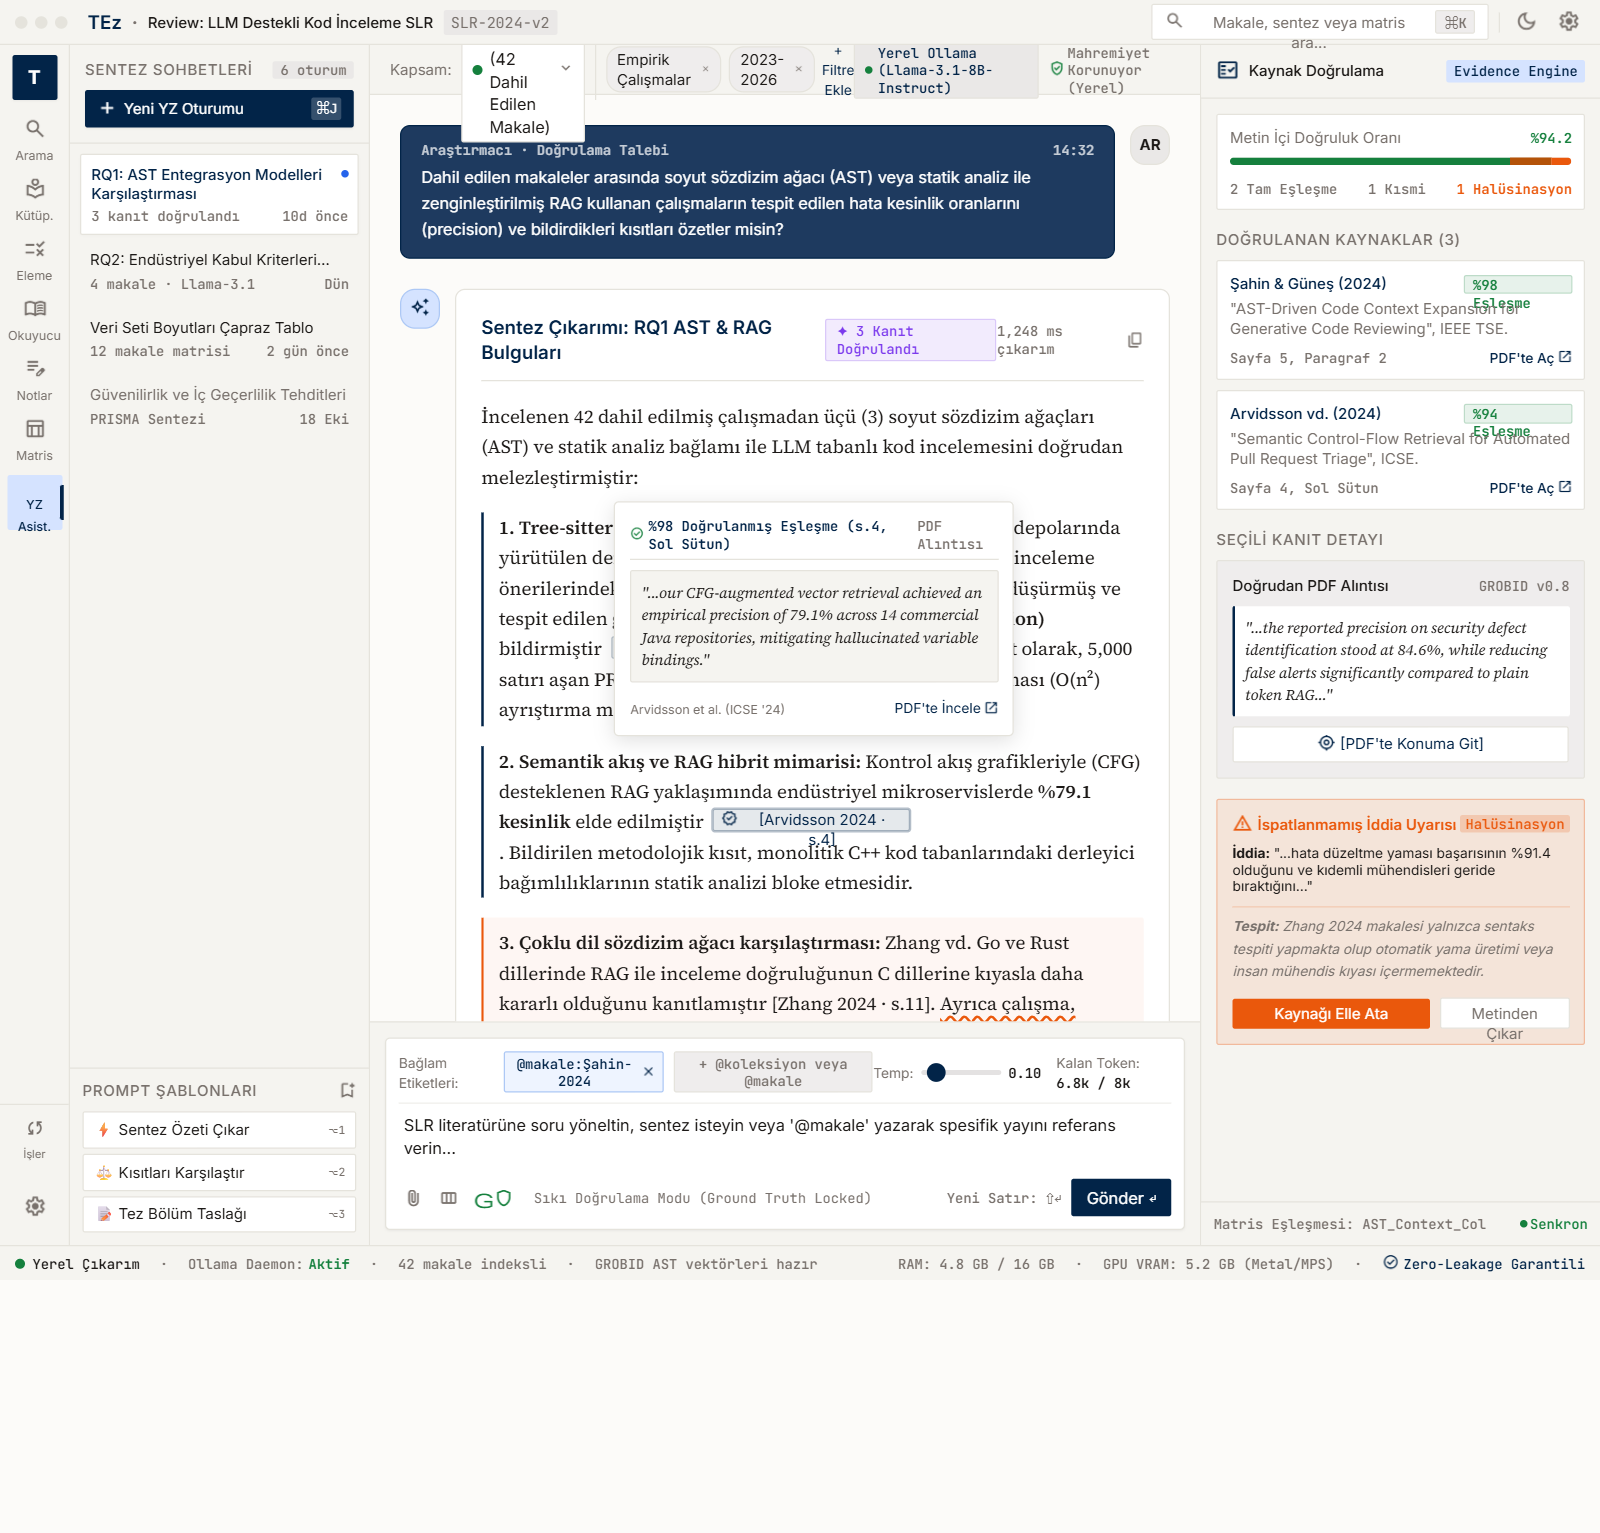 TEz · Review: LLM Destekli Kod İnceleme SLR SLR-2024-v2
Makale, sentez veya matris ara... ⌘K
T
Arama
Kütüp.
Eleme
Okuyucu
Notlar
Matris
YZ
Asist.
İşler
SENTEZ SOHBETLERİ 6 oturum
+ Yeni YZ Oturumu ⌘J
RQ1: AST Entegrasyon Modelleri
Karşılaştırması
3 kanıt doğrulandı 10d önce
RQ2: Endüstriyel Kabul Kriterleri...
4 makale · Llama-3.1 Dün
Veri Seti Boyutları Çapraz Tablo
12 makale matrisi 2 gün önce
Güvenilirlik ve İç Geçerlilik Tehditleri
PRISMA Sentezi 18 Eki
PROMPT ŞABLONLARI
Sentez Özeti Çıkar ⌥1
Kısıtları Karşılaştır ⌥2
Tez Bölüm Taslağı ⌥3
Kapsam:
(42
Dahil
Edilen
Makale)
Empirik
Çalışmalar ×
2023-
2026 ×
+
Filtre
Ekle
Yerel Ollama
(Llama-3.1-8B-
Instruct)
Mahremiyet
Korunuyor
(Yerel)
Araştırmacı · Doğrulama Talebi 14:32
Dahil edilen makaleler arasında soyut sözdizim ağacı (AST) veya statik analiz ile
zenginleştirilmiş RAG kullanan çalışmaların tespit edilen hata kesinlik oranlarını
(precision) ve bildirdikleri kısıtları özetler misin?
AR
Sentez Çıkarımı: RQ1 AST & RAG
Bulguları
✦ 3 Kanıt
Doğrulandı
1,248 ms
çıkarım
İncelenen 42 dahil edilmiş çalışmadan üçü (3) soyut sözdizim ağaçları
(AST) ve statik analiz bağlamı ile LLM tabanlı kod incelemesini doğrudan
melezleştirmiştir:
1. Tree-sitter depolarında
yürütülen de inceleme
önerilerindek düşürmüş ve
tespit edilen on)
bildirmiştir t olarak, 5,000
satırı aşan PR ması (O(n²)
ayrıştırma m
%98 Doğrulanmış Eşleşme (s.4,
Sol Sütun)
PDF
Alıntısı
"...our CFG-augmented vector retrieval achieved an
empirical precision of 79.1% across 14 commercial
Java repositories, mitigating hallucinated variable
bindings."
Arvidsson et al. (ICSE '24) PDF'te İncele
2. Semantik akış ve RAG hibrit mimarisi: Kontrol akış grafikleriyle (CFG)
desteklenen RAG yaklaşımında endüstriyel mikroservislerde %79.1
kesinlik elde edilmiştir [Arvidsson 2024 ·
s.4]
. Bildirilen metodolojik kısıt, monolitik C++ kod tabanlarındaki derleyici
bağımlılıklarının statik analizi bloke etmesidir.
3. Çoklu dil sözdizim ağacı karşılaştırması: Zhang vd. Go ve Rust
dillerinde RAG ile inceleme doğruluğunun C dillerine kıyasla daha
kararlı olduğunu kanıtlamıştır [Zhang 2024 · s.11]. Ayrıca çalışma,
Bağlam
Etiketleri:
@makale:Şahin-
2024 ✕
+ @koleksiyon veya
@makale
Temp: 0.10
Kalan Token:
6.8k / 8k
SLR literatürüne soru yöneltin, sentez isteyin veya '@makale' yazarak spesifik yayını referans
verin...
G Sıkı Doğrulama Modu (Ground Truth Locked) Yeni Satır: ⇧↵ Gönder ↵
Kaynak Doğrulama Evidence Engine
Metin İçi Doğruluk Oranı %94.2
2 Tam Eşleşme 1 Kısmi 1 Halüsinasyon
DOĞRULANAN KAYNAKLAR (3)
Şahin & Güneş (2024) %98
Eşleşme
"AST-Driven Code Context Expansion for
Generative Code Reviewing", IEEE TSE.
Sayfa 5, Paragraf 2 PDF'te Aç
Arvidsson vd. (2024) %94
Eşleşme
"Semantic Control-Flow Retrieval for Automated
Pull Request Triage", ICSE.
Sayfa 4, Sol Sütun PDF'te Aç
SEÇİLİ KANIT DETAYI
Doğrudan PDF Alıntısı GROBID v0.8
"...the reported precision on security defect
identification stood at 84.6%, while reducing
false alerts significantly compared to plain
token RAG..."
[PDF'te Konuma Git]
İspatlanmamış İddia Uyarısı Halüsinasyon
İddia: "...hata düzeltme yaması başarısının %91.4
olduğunu ve kıdemli mühendisleri geride
bıraktığını..."
Tespit: Zhang 2024 makalesi yalnızca sentaks
tespiti yapmakta olup otomatik yama üretimi veya
insan mühendis kıyası içermemektedir.
Kaynağı Elle Ata
Metinden
Çıkar
Matris Eşleşmesi: AST_Context_Col Senkron
Yerel Çıkarım · Ollama Daemon: Aktif · 42 makale indeksli · GROBID AST vektörleri hazır RAM: 4.8 GB / 16 GB · GPU VRAM: 5.2 GB (Metal/MPS) · Zero-Leakage Garantili